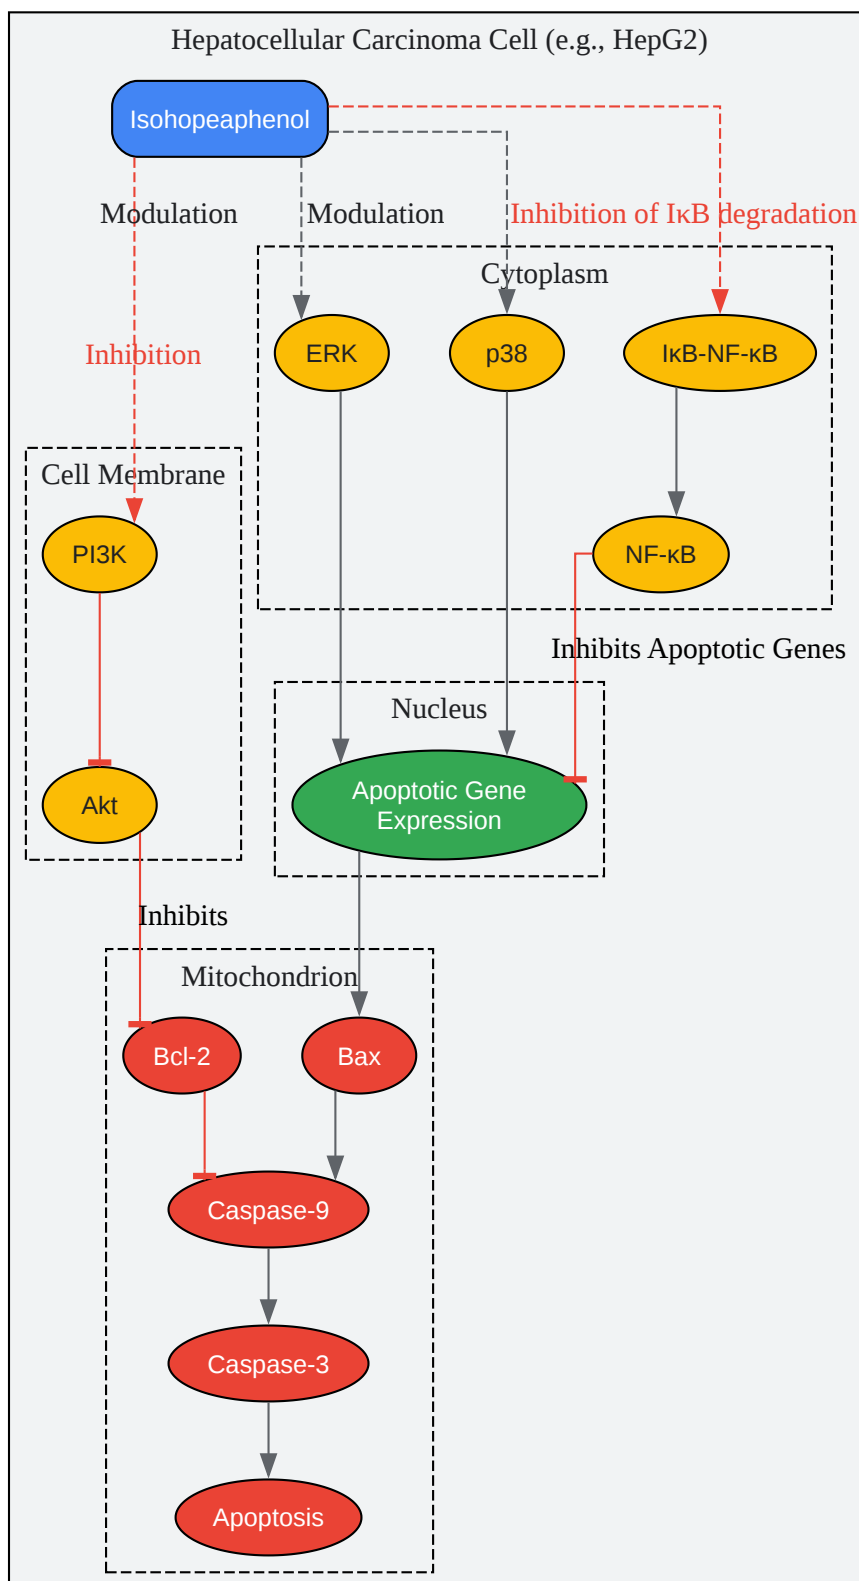 Hepatocellular Carcinoma Cell (e.g., HepG2)
Isohopeaphenol
Modulation
Modulation
Inhibition of IκB degradation
Cytoplasm
ERK
p38
IκB-NF-κB
Inhibition
Cell Membrane
PI3K
NF-κB
Inhibits Apoptotic Genes
Nucleus
Akt
Apoptotic Gene
Expression
Inhibits
Mitochondrion
Bcl-2
Bax
Caspase-9
Caspase-3
Apoptosis